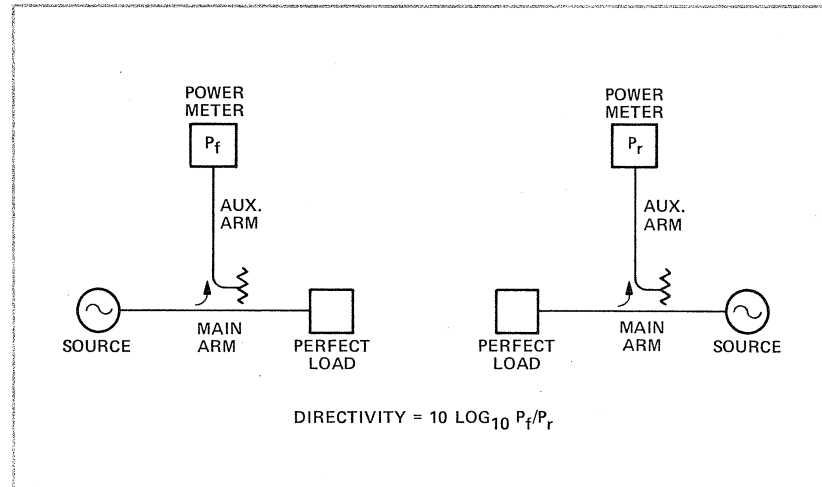 POWER
METER
Pf
AUX.
ARM
SOURCE
MAIN
ARM
PERFECT
LOAD
POWER
METER
Pr
AUX.
ARM
PERFECT
LOAD
MAIN
ARM
SOURCE
DIRECTIVITY = 10 LOG10 Pf/Pr